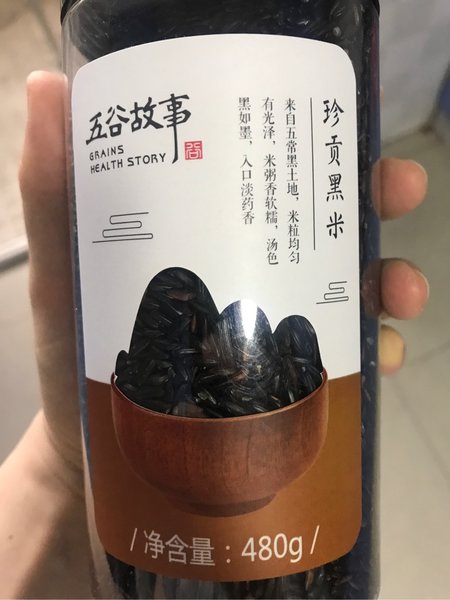 五谷故事
GRAINS
HEALTH STORY
谷
珍贡黑米
来自五常黑土地，米粒均匀
有光泽，米粥香软糯，汤色
黑如墨，入口淡药香
/ 净含量：480g /